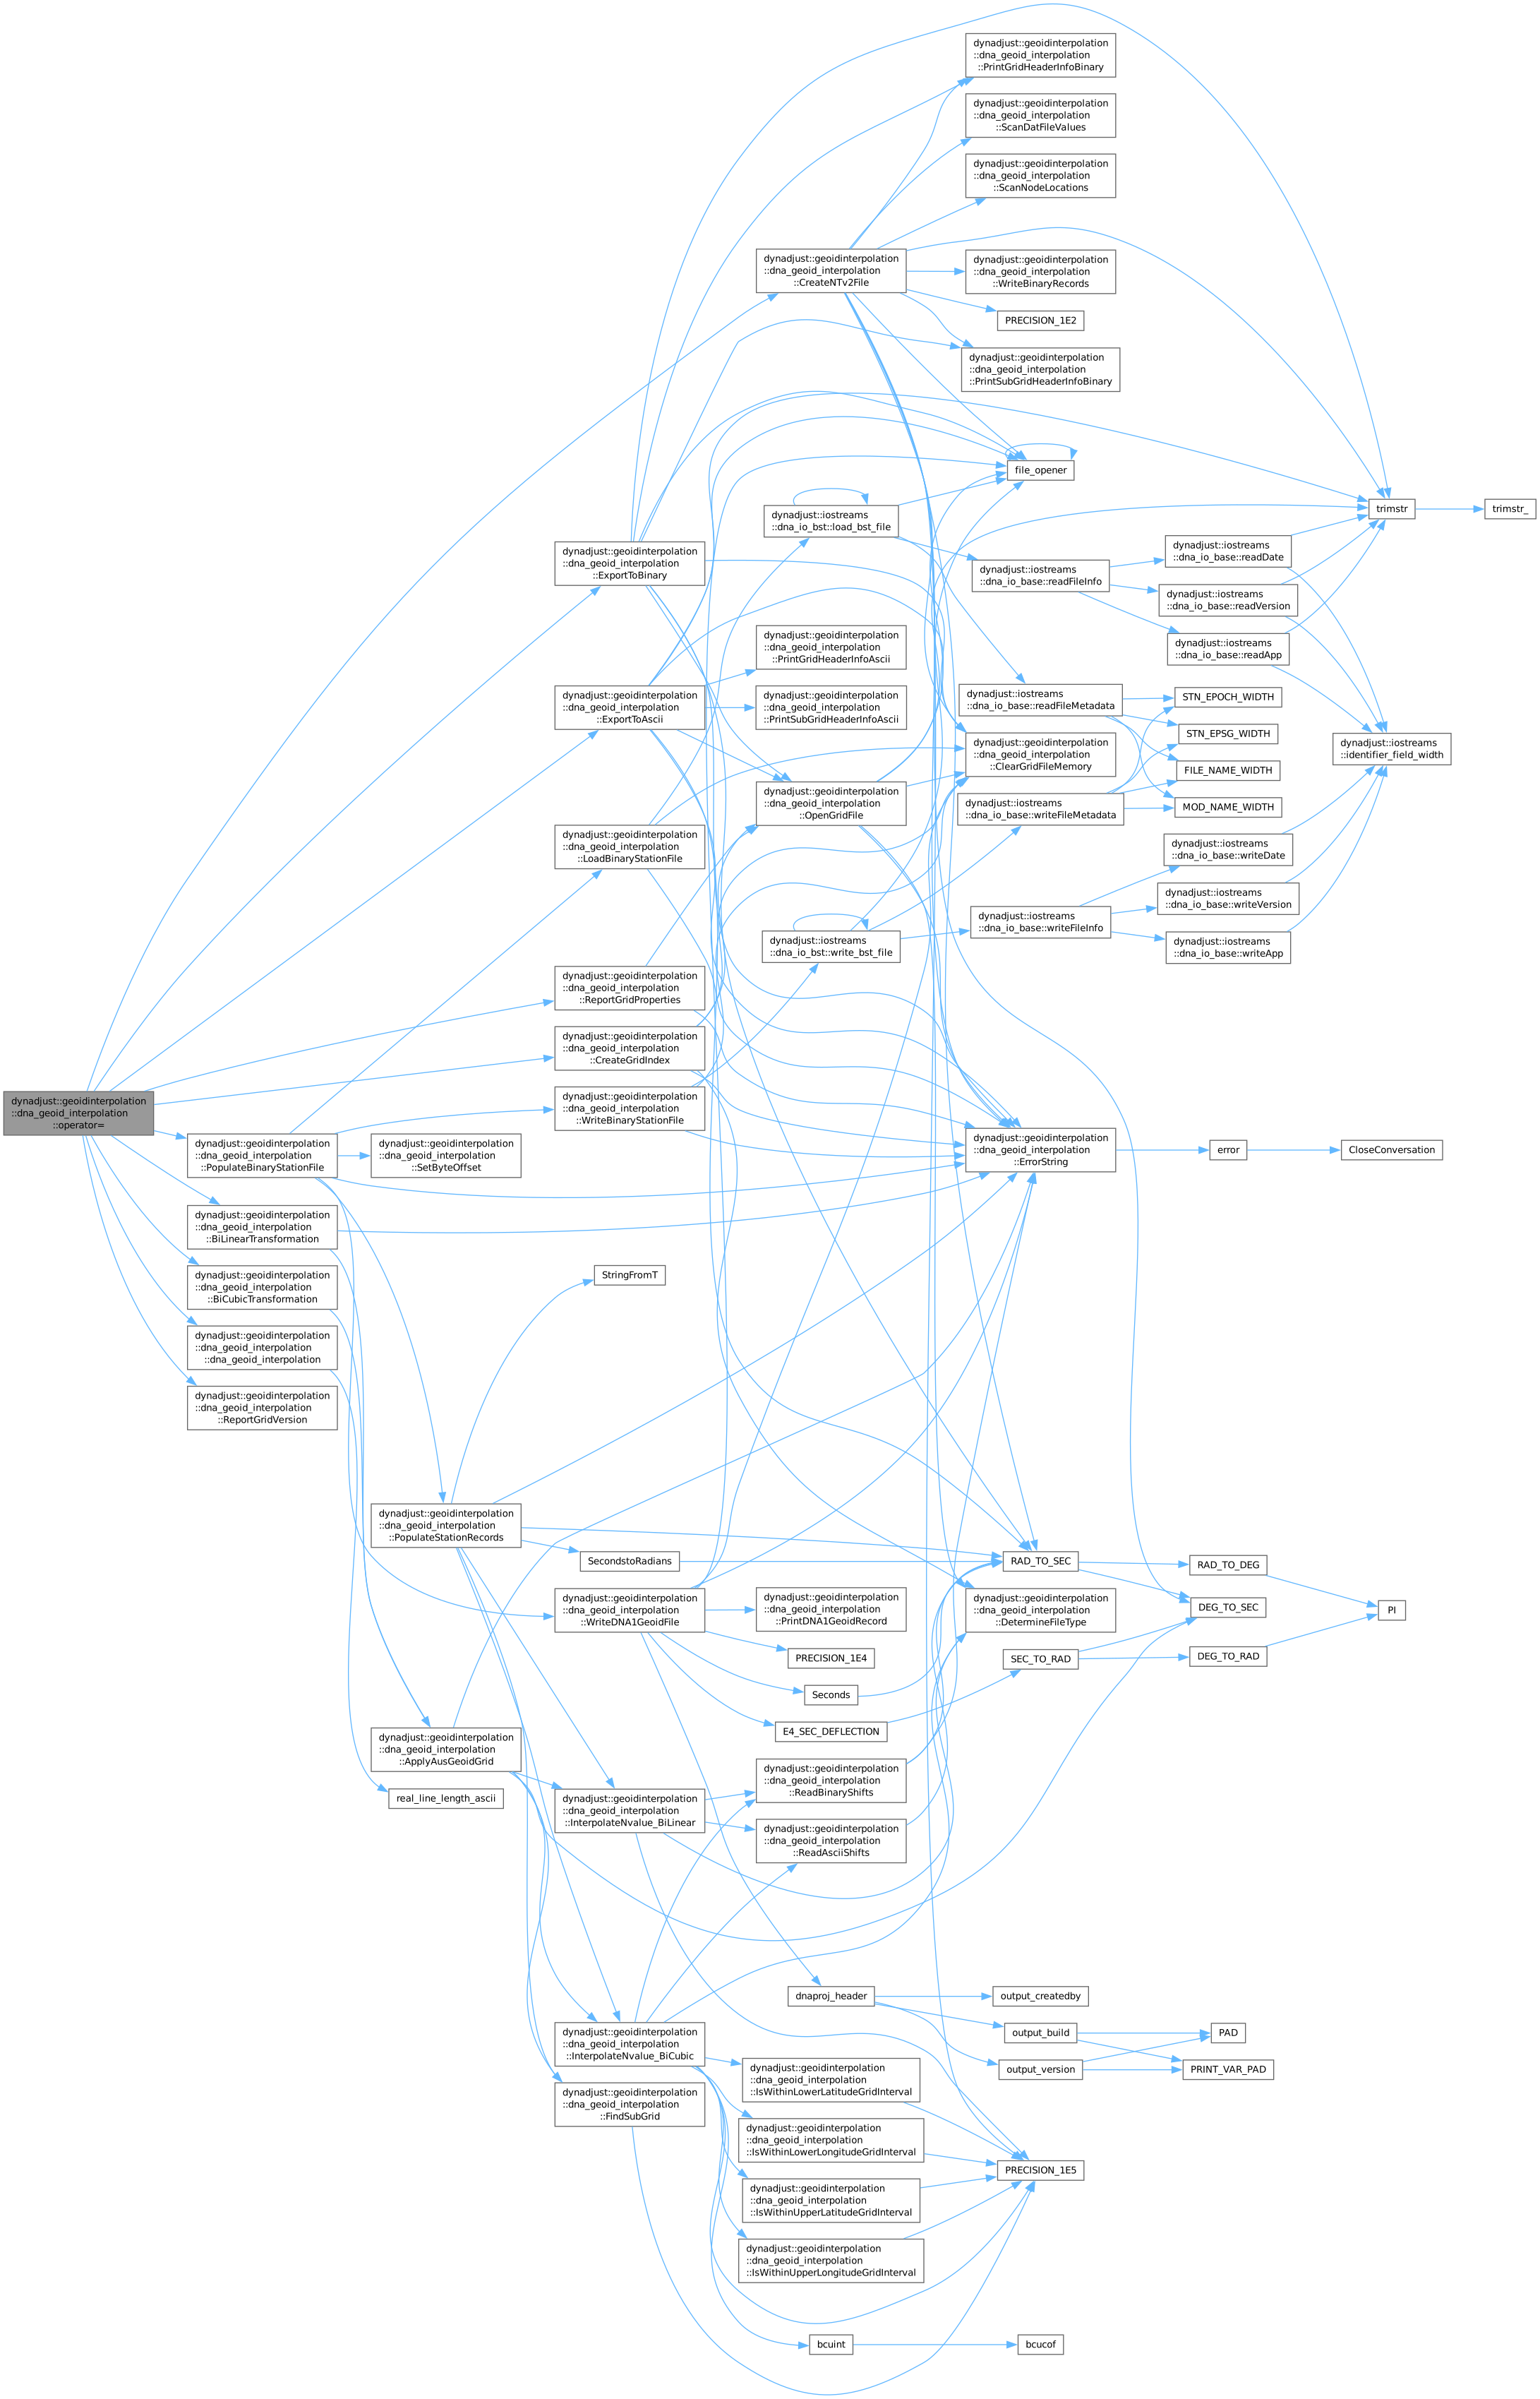 dynadjust::geoidinterpolation
::dna_geoid_interpolation
::operator=
dynadjust::geoidinterpolation
::dna_geoid_interpolation
::PopulateBinaryStationFile
dynadjust::geoidinterpolation
::dna_geoid_interpolation
::BiLinearTransformation
dynadjust::geoidinterpolation
::dna_geoid_interpolation
::BiCubicTransformation
dynadjust::geoidinterpolation
::dna_geoid_interpolation
::dna_geoid_interpolation
dynadjust::geoidinterpolation
::dna_geoid_interpolation
::ReportGridVersion
dynadjust::geoidinterpolation
::dna_geoid_interpolation
::SetByteOffset
dynadjust::geoidinterpolation
::dna_geoid_interpolation
::PopulateStationRecords
dynadjust::geoidinterpolation
::dna_geoid_interpolation
::ApplyAusGeoidGrid
real_line_length_ascii
dynadjust::geoidinterpolation
::dna_geoid_interpolation
::ExportToBinary
dynadjust::geoidinterpolation
::dna_geoid_interpolation
::ExportToAscii
dynadjust::geoidinterpolation
::dna_geoid_interpolation
::LoadBinaryStationFile
dynadjust::geoidinterpolation
::dna_geoid_interpolation
::ReportGridProperties
dynadjust::geoidinterpolation
::dna_geoid_interpolation
::CreateGridIndex
dynadjust::geoidinterpolation
::dna_geoid_interpolation
::WriteBinaryStationFile
StringFromT
SecondstoRadians
dynadjust::geoidinterpolation
::dna_geoid_interpolation
::WriteDNA1GeoidFile
dynadjust::geoidinterpolation
::dna_geoid_interpolation
::InterpolateNvalue_BiLinear
dynadjust::geoidinterpolation
::dna_geoid_interpolation
::InterpolateNvalue_BiCubic
dynadjust::geoidinterpolation
::dna_geoid_interpolation
::FindSubGrid
dynadjust::geoidinterpolation
::dna_geoid_interpolation
::CreateNTv2File
dynadjust::iostreams
::dna_io_bst::load_bst_file
dynadjust::geoidinterpolation
::dna_geoid_interpolation
::PrintGridHeaderInfoAscii
dynadjust::geoidinterpolation
::dna_geoid_interpolation
::PrintSubGridHeaderInfoAscii
dynadjust::geoidinterpolation
::dna_geoid_interpolation
::OpenGridFile
dynadjust::iostreams
::dna_io_bst::write_bst_file
dynadjust::geoidinterpolation
::dna_geoid_interpolation
::PrintDNA1GeoidRecord
PRECISION_1E4
Seconds
E4_SEC_DEFLECTION
dynadjust::geoidinterpolation
::dna_geoid_interpolation
::ReadBinaryShifts
dynadjust::geoidinterpolation
::dna_geoid_interpolation
::ReadAsciiShifts
dnaproj_header
dynadjust::geoidinterpolation
::dna_geoid_interpolation
::IsWithinLowerLatitudeGridInterval
dynadjust::geoidinterpolation
::dna_geoid_interpolation
::IsWithinLowerLongitudeGridInterval
dynadjust::geoidinterpolation
::dna_geoid_interpolation
::IsWithinUpperLatitudeGridInterval
dynadjust::geoidinterpolation
::dna_geoid_interpolation
::IsWithinUpperLongitudeGridInterval
bcuint
dynadjust::geoidinterpolation
::dna_geoid_interpolation
::PrintGridHeaderInfoBinary
dynadjust::geoidinterpolation
::dna_geoid_interpolation
::ScanDatFileValues
dynadjust::geoidinterpolation
::dna_geoid_interpolation
::ScanNodeLocations
dynadjust::geoidinterpolation
::dna_geoid_interpolation
::WriteBinaryRecords
PRECISION_1E2
dynadjust::geoidinterpolation
::dna_geoid_interpolation
::PrintSubGridHeaderInfoBinary
file_opener
dynadjust::iostreams
::dna_io_base::readFileInfo
dynadjust::iostreams
::dna_io_base::readFileMetadata
dynadjust::geoidinterpolation
::dna_geoid_interpolation
::ClearGridFileMemory
dynadjust::iostreams
::dna_io_base::writeFileMetadata
dynadjust::iostreams
::dna_io_base::writeFileInfo
dynadjust::geoidinterpolation
::dna_geoid_interpolation
::ErrorString
RAD_TO_SEC
dynadjust::geoidinterpolation
::dna_geoid_interpolation
::DetermineFileType
SEC_TO_RAD
output_createdby
output_build
output_version
PRECISION_1E5
bcucof
dynadjust::iostreams
::dna_io_base::readDate
dynadjust::iostreams
::dna_io_base::readVersion
dynadjust::iostreams
::dna_io_base::readApp
STN_EPOCH_WIDTH
STN_EPSG_WIDTH
FILE_NAME_WIDTH
MOD_NAME_WIDTH
dynadjust::iostreams
::dna_io_base::writeDate
dynadjust::iostreams
::dna_io_base::writeVersion
dynadjust::iostreams
::dna_io_base::writeApp
error
RAD_TO_DEG
DEG_TO_SEC
DEG_TO_RAD
PAD
PRINT_VAR_PAD
trimstr
dynadjust::iostreams
::identifier_field_width
CloseConversation
PI
trimstr_